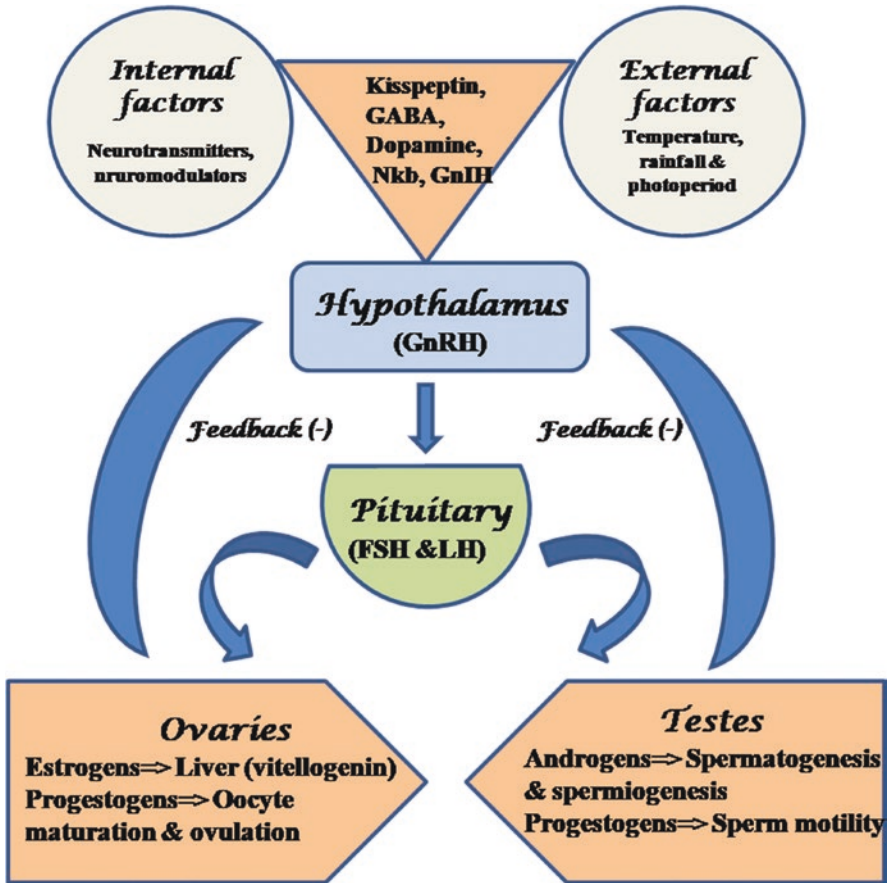 Internal
factors
Neurotransmitters,
nruromodulators
Kisspeptin,
GABA,
Dopamine,
Nkb, GnIH
External
factors
Temperature,
rainfall &
photoperiod
Hypothalamus
(GnRH)
Feedback (-)
Feedback (-)
Pituitary
(FSH &LH)
Ovaries
Estrogens=> Liver (vitellogenin)
Progestogens=> Oocyte
maturation & ovulation
Testes
Androgens=> Spermatogenesis
& spermiogenesis
Progestogens=> Sperm motility